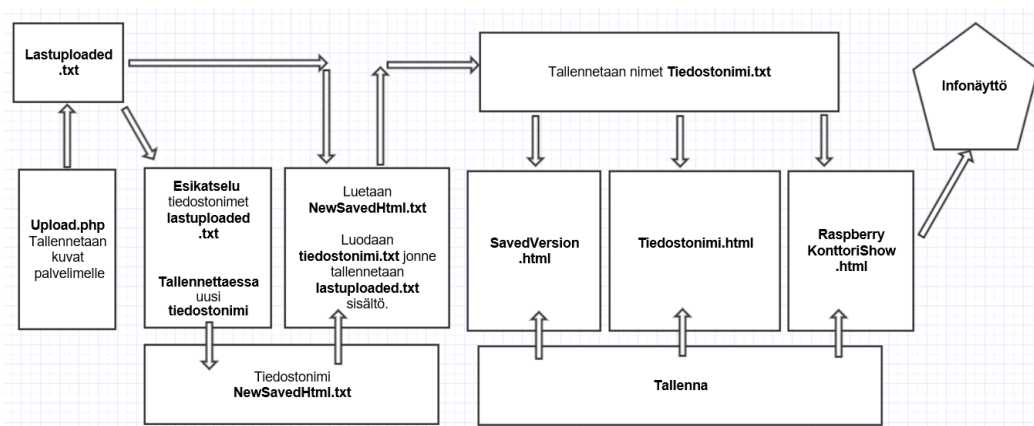 Lastuploaded
.txt
Upload.php
Tallennetaan
kuvat
palvelimelle
Esikatselu
tiedostonimet
lastuploaded
.txt
Tallennettaessa
uusi
tiedostonimi
Tiedostonimi
NewSavedHtml.txt
Luetaan
NewSavedHtml.txt
Luodaan
tiedostonimi.txt jonne
tallennetaan
lastuploaded.txt
sisältö.
Tallennetaan nimet Tiedostonimi.txt
SavedVersion
.html
Tiedostonimi.html
Raspberry
KonttoriShow
.html
Tallenna
Infonäyttö